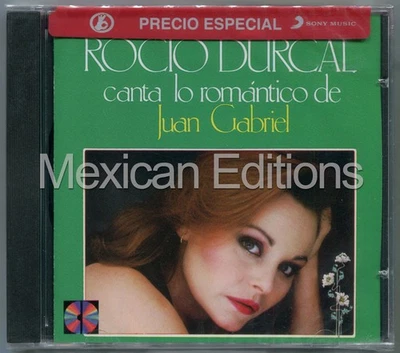 PRECIO ESPECIAL
SONY MUSIC
ROCIO DURCAL
canta lo romántico de
Juan Gabriel
Mexican Editions